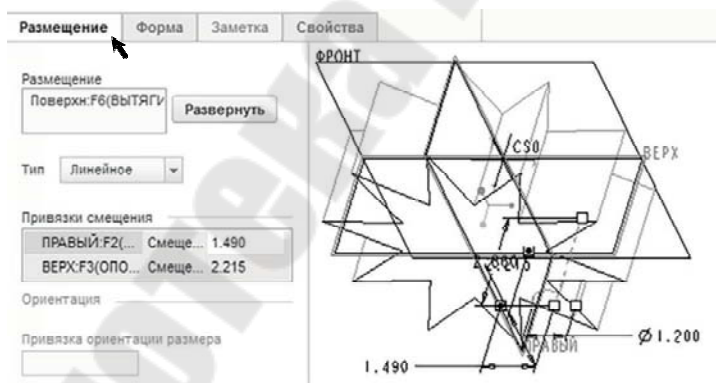 Размещение Форма Заметка Свойства
Размещение
Поверхн:F6(ВЫТЯГИ
Развернуть
Тип Линейное
Привязки смещения
ПРАВЫЙ:F2(... Смеще... 1.490
ВЕРХ:F3(ОПО... Смеще... 2.215
Ориентация
Привязка ориентации размера
ФРОНТ
CS0
ВЕРХ
ПРАВЫЙ
Ø1.200
1.490